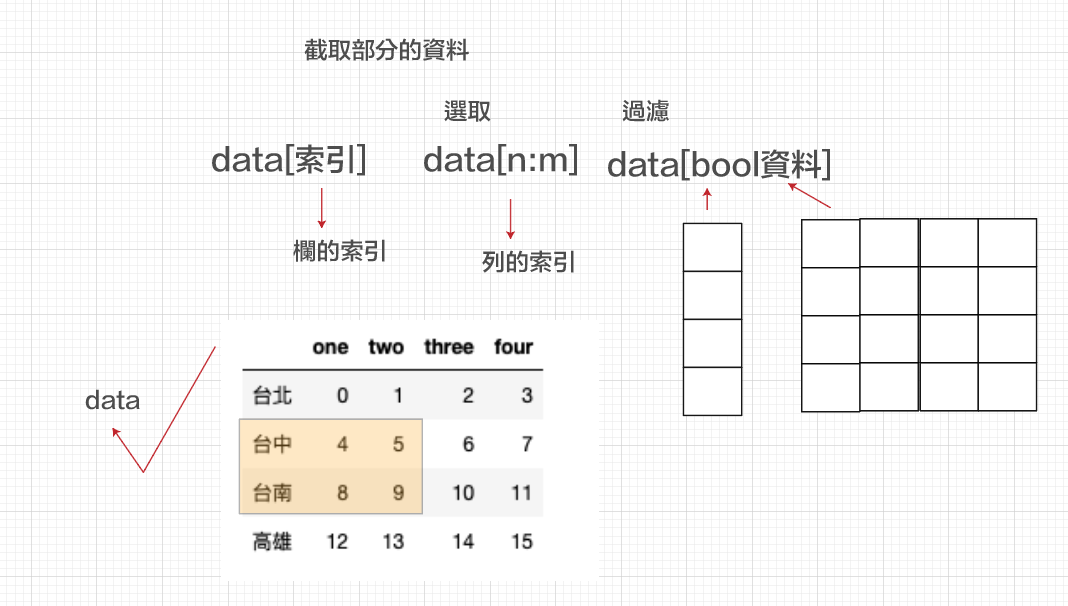 截取部分的資料
選取
過濾
data[索引]
data[n:m]
data[bool資料]
欄的索引
列的索引
data
one two three four
台北 0 1 2 3
台中 4 5 6 7
台南 8 9 10 11
高雄 12 13 14 15